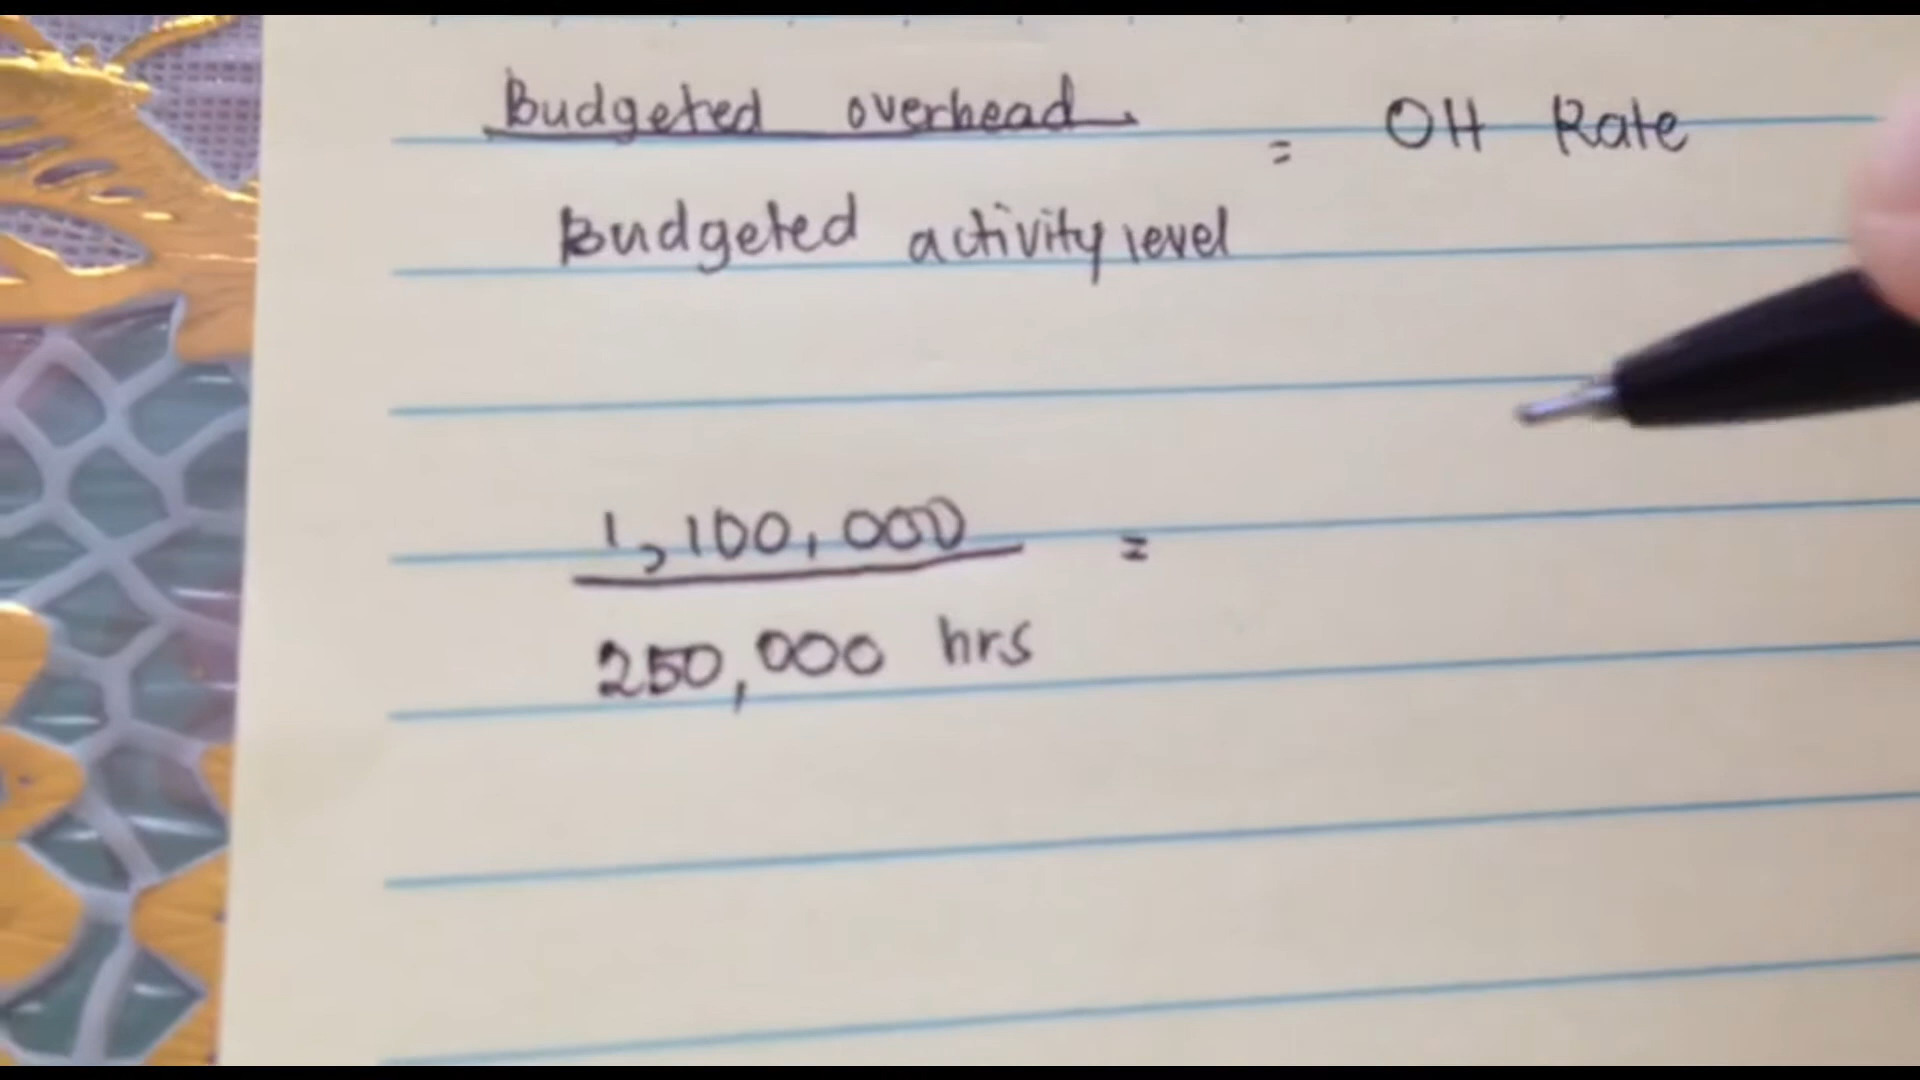 Budgeted overhead = OH Rate
Budgeted activity level
1,100,000 =
250,000 hrs